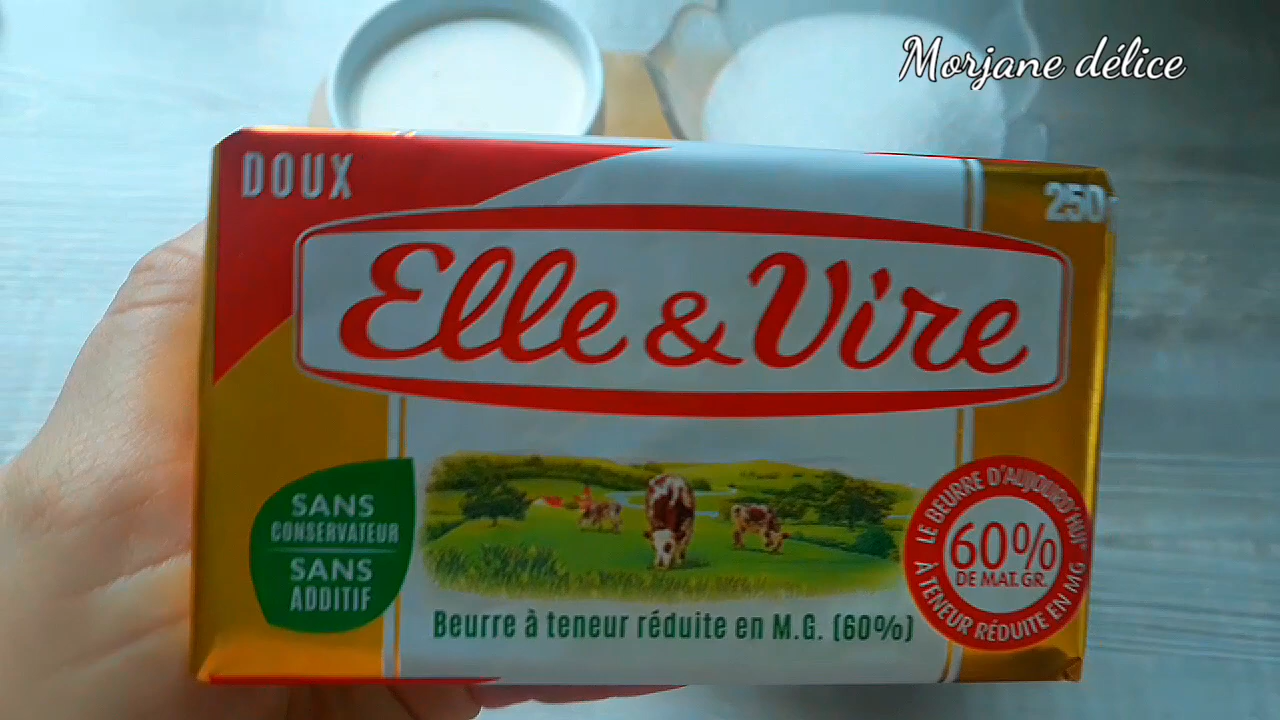 Morjane délice
DOUX
250
Elle & Vire
SANS
CONSERVATEUR
SANS
ADDITIF
LE BEURRE D'AUJOURD'HUI*
60%
DE MAT. GR.
À TENEUR RÉDUITE EN MG
Beurre à teneur réduite en M.G. (60%)